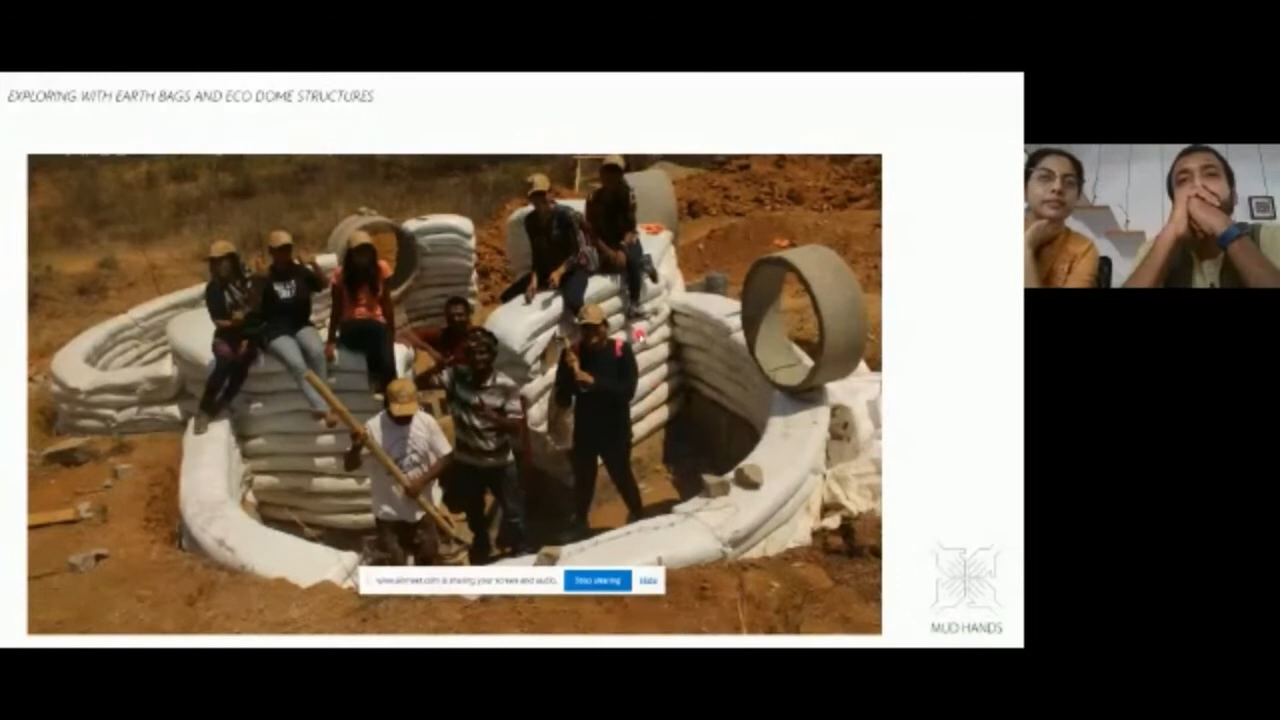 EXPLORING WITH EARTH BAGS AND ECO DOME STRUCTURES
is sharing your screen and audio.
Stop sharing
Hide
MUD HANDS